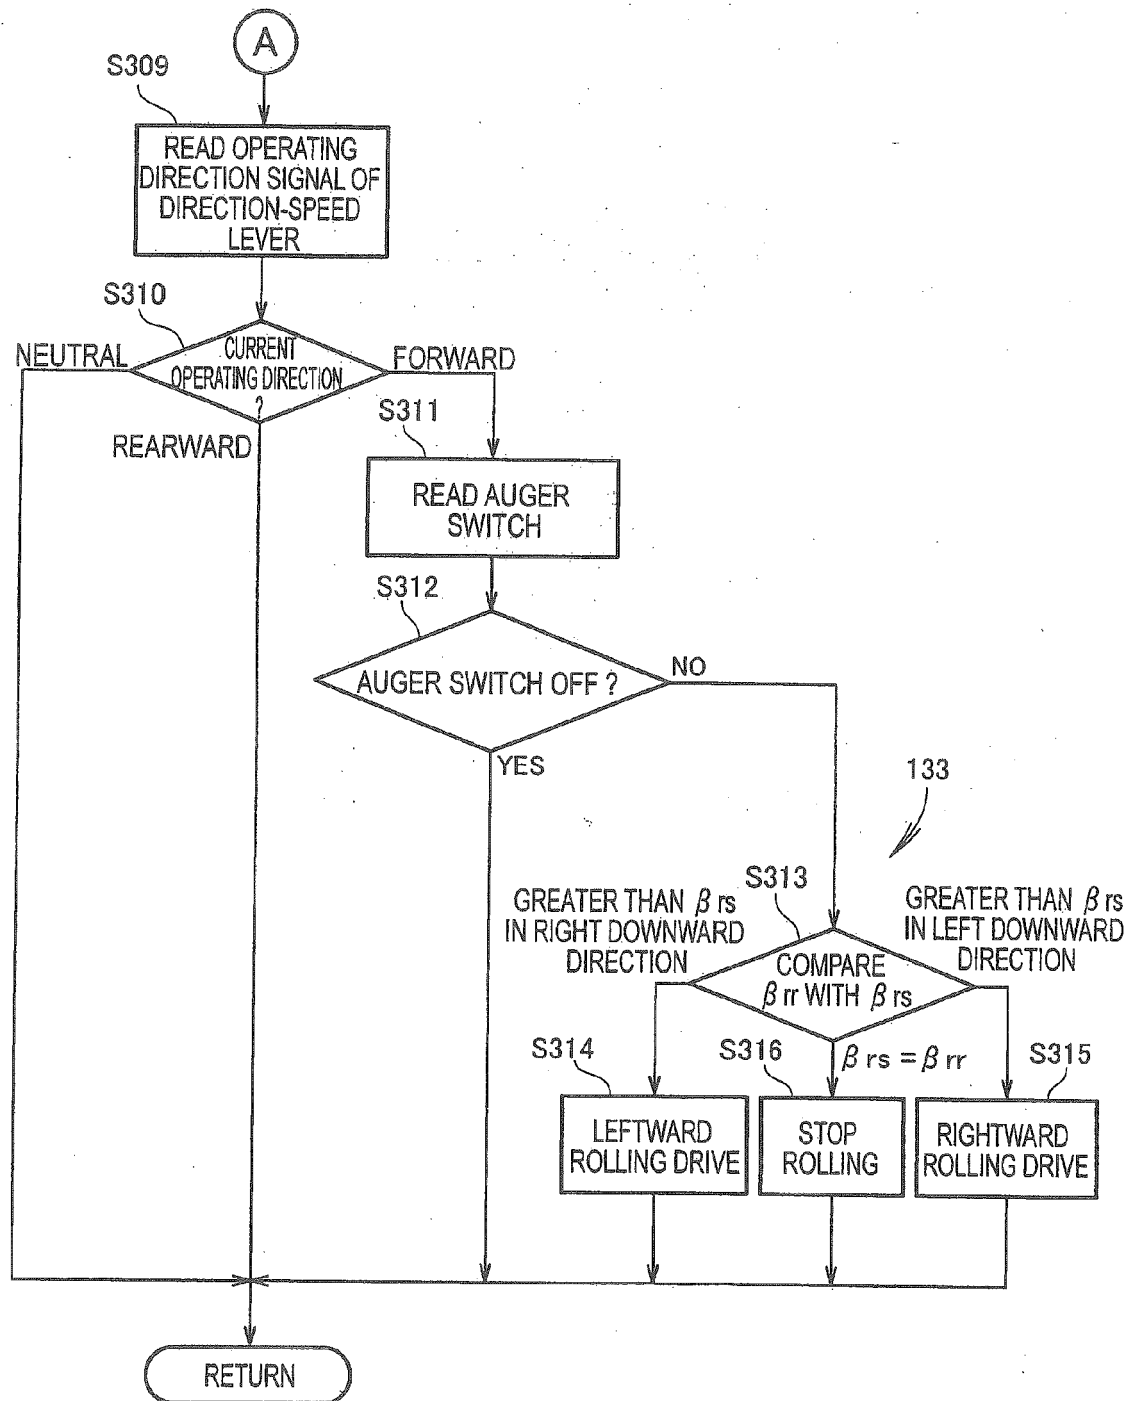 A
S309
READ OPERATING
DIRECTION SIGNAL OF
DIRECTION-SPEED
LEVER
S310
NEUTRAL
CURRENT
OPERATING DIRECTION
?
FORWARD
REARWARD
S311
READ AUGER
SWITCH
S312
AUGER SWITCH OFF ?
NO
YES
133
S313
GREATER THAN β rs
IN RIGHT DOWNWARD
DIRECTION
GREATER THAN β rs
IN LEFT DOWNWARD
DIRECTION
COMPARE
β rr WITH β rs
S314
S316
β rs = β rr
S315
LEFTWARD
ROLLING DRIVE
STOP
ROLLING
RIGHTWARD
ROLLING DRIVE
RETURN